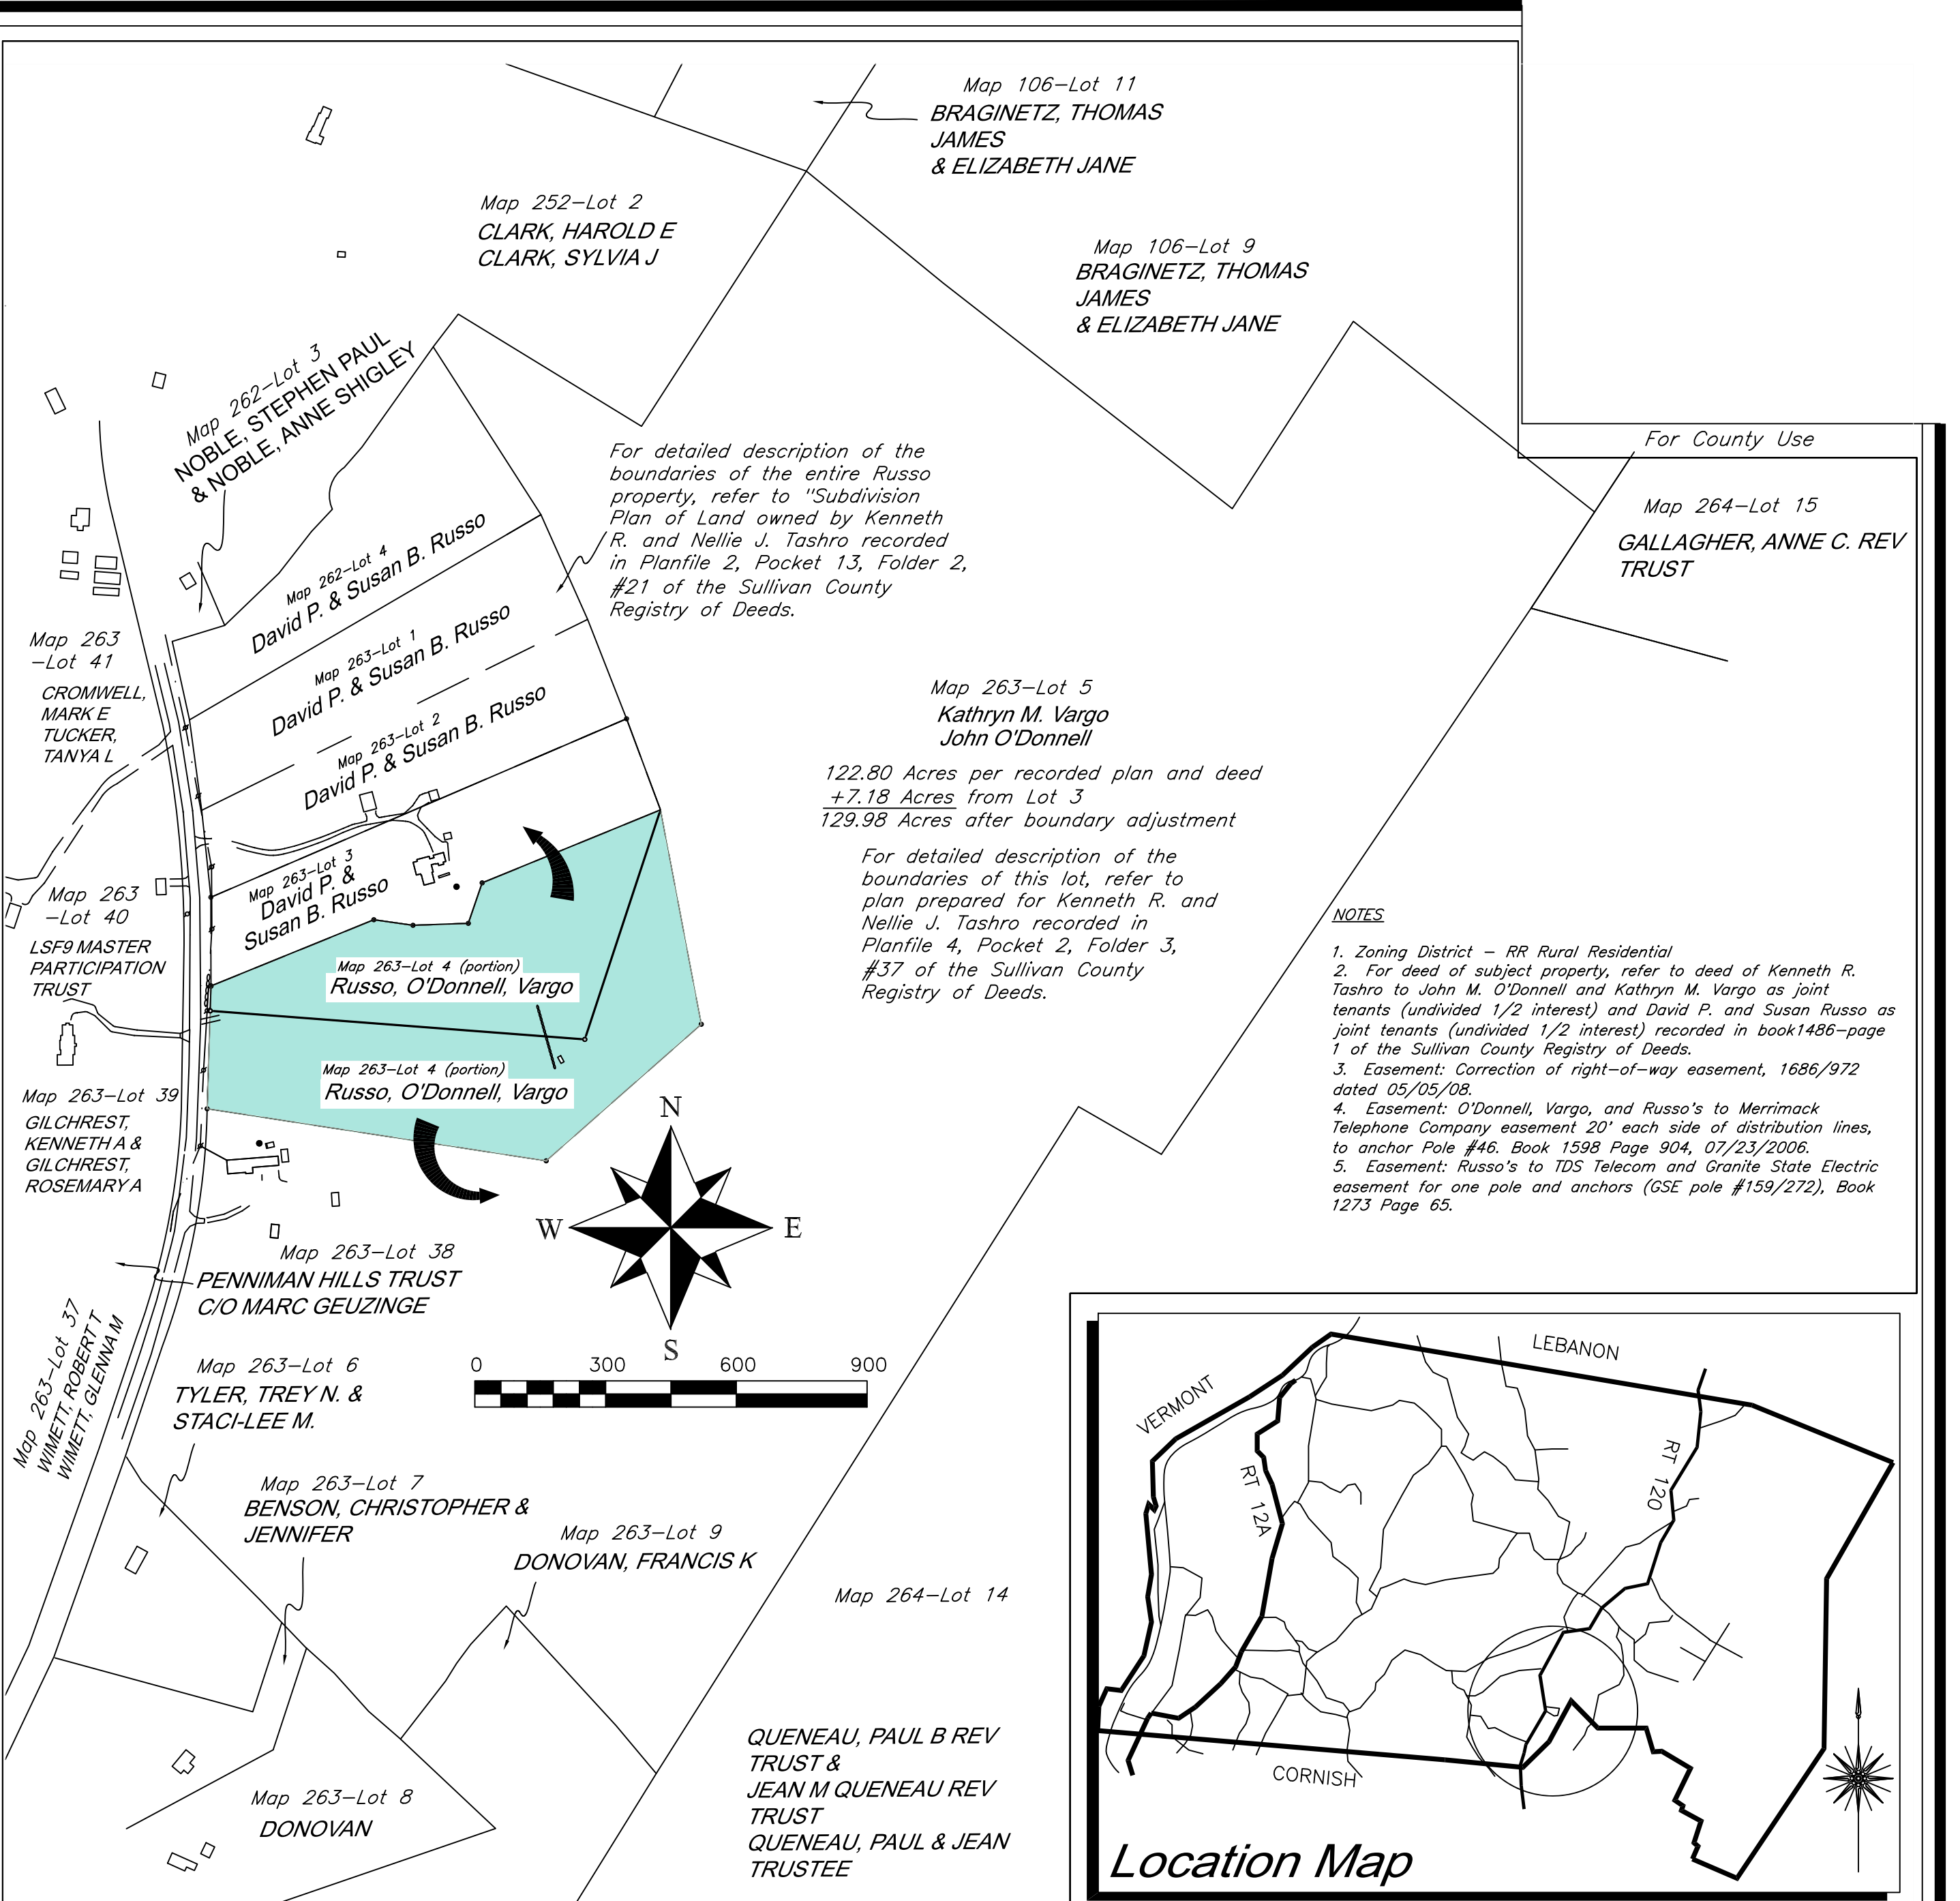 Map 106-Lot 11
BRAGINETZ, THOMAS
JAMES
& ELIZABETH JANE
Map 252-Lot 2
CLARK, HAROLD E
CLARK, SYLVIA J
Map 106-Lot 9
BRAGINETZ, THOMAS
JAMES
& ELIZABETH JANE
Map 262-Lot 3
NOBLE, STEPHEN PAUL
& NOBLE, ANNE SHIGLEY
For County Use
Map 264-Lot 15
GALLAGHER, ANNE C. REV
TRUST
For detailed description of the
boundaries of the entire Russo
property, refer to "Subdivision
Plan of Land owned by Kenneth
R. and Nellie J. Tashro recorded
in Planfile 2, Pocket 13, Folder 2,
#21 of the Sullivan County
Registry of Deeds.
Map 262-Lot 4
David P. & Susan B. Russo
Map 263-Lot 1
David P. & Susan B. Russo
Map 263-Lot 2
David P. & Susan B. Russo
Map 263
-Lot 41
CROMWELL,
MARK E
TUCKER,
TANYA L
Map 263-Lot 5
Kathryn M. Vargo
John O'Donnell
122.80 Acres per recorded plan and deed
+7.18 Acres from Lot 3
129.98 Acres after boundary adjustment
For detailed description of the
boundaries of this lot, refer to
plan prepared for Kenneth R. and
Nellie J. Tashro recorded in
Planfile 4, Pocket 2, Folder 3,
#37 of the Sullivan County
Registry of Deeds.
Map 263-Lot 3
David P. &
Susan B. Russo
Map 263
-Lot 40
LSF9 MASTER
PARTICIPATION
TRUST
Map 263-Lot 4 (portion)
Russo, O'Donnell, Vargo
Map 263-Lot 4 (portion)
Russo, O'Donnell, Vargo
Map 263-Lot 39
GILCHREST,
KENNETH A &
GILCHREST,
ROSEMARY A
NOTES
1. Zoning District - RR Rural Residential
2. For deed of subject property, refer to deed of Kenneth R.
Tashro to John M. O'Donnell and Kathryn M. Vargo as joint
tenants (undivided 1/2 interest) and David P. and Susan Russo as
joint tenants (undivided 1/2 interest) recorded in book1486-page
1 of the Sullivan County Registry of Deeds.
3. Easement: Correction of right-of-way easement, 1686/972
dated 05/05/08.
4. Easement: O'Donnell, Vargo, and Russo's to Merrimack
Telephone Company easement 20' each side of distribution lines,
to anchor Pole #46. Book 1598 Page 904, 07/23/2006.
5. Easement: Russo's to TDS Telecom and Granite State Electric
easement for one pole and anchors (GSE pole #159/272), Book
1273 Page 65.
N
W
E
S
Map 263-Lot 38
PENNIMAN HILLS TRUST
C/O MARC GEUZINGE
0 300 600 900
Map 263-Lot 37
WIMETT, ROBERT T
WIMETT, GLENNA M
Map 263-Lot 6
TYLER, TREY N. &
STACI-LEE M.
Map 263-Lot 7
BENSON, CHRISTOPHER &
JENNIFER
Map 263-Lot 9
DONOVAN, FRANCIS K
Map 264-Lot 14
QUENEAU, PAUL B REV
TRUST &
JEAN M QUENEAU REV
TRUST
QUENEAU, PAUL & JEAN
TRUSTEE
Map 263-Lot 8
DONOVAN
LEBANON
VERMONT
RT 12A
RT 120
CORNISH
Location Map